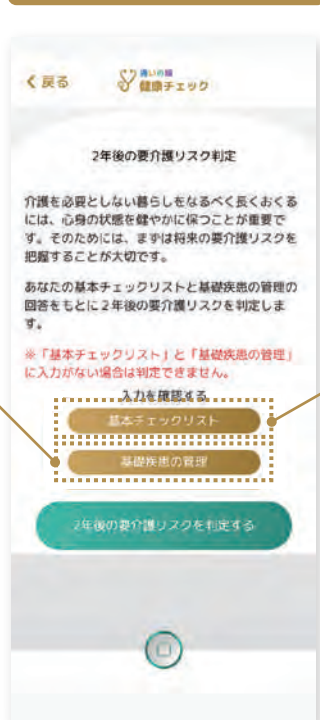 戻る
通いの場
健康チェック
2年後の要介護リスク判定
介護を必要としない暮らしをなるべく長くおくる
には、心身の状態を健やかに保つことが重要で
す。そのためには、まずは将来の要介護リスクを
把握することが大切です。
あなたの基本チェックリストと基礎疾患の管理の
回答をもとに2年後の要介護リスクを判定しま
す。
※「基本チェックリスト」と「基礎疾患の管理」
に入力がない場合は判定できません。
入力を確認する
基本チェックリスト
基礎疾患の管理
2年後の要介護リスクを判定する